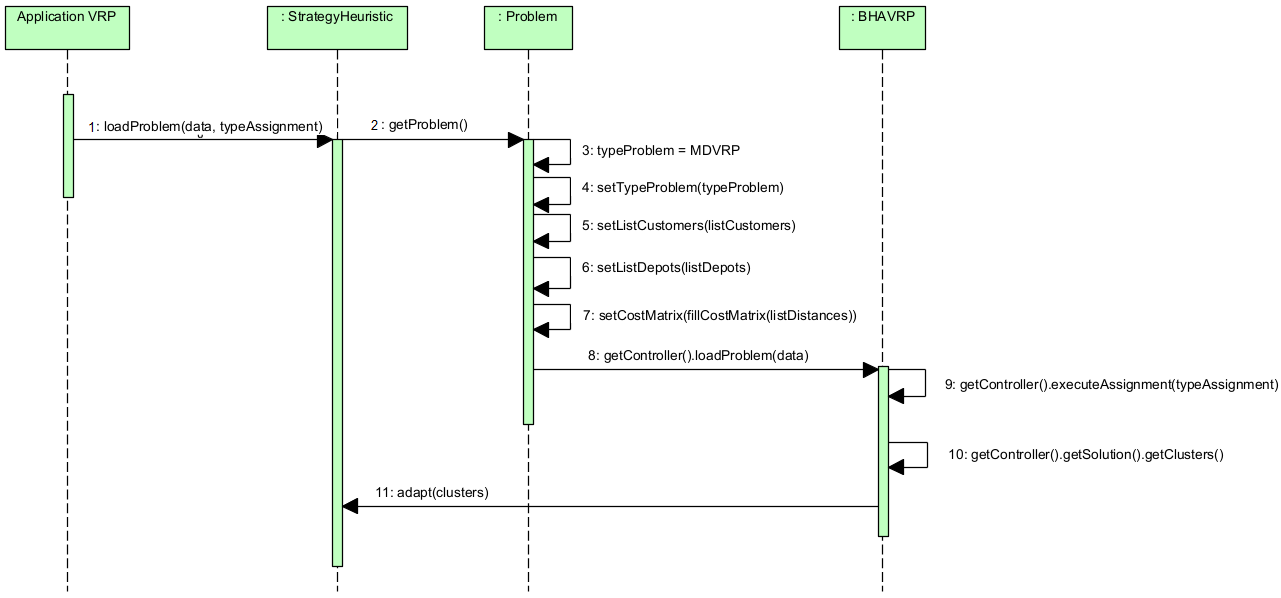 Application VRP
: StrategyHeuristic
: Problem
: BHAVRP
1: loadProblem(data, typeAssignment)
2 : getProblem()
3: typeProblem = MDVRP
4: setTypeProblem(typeProblem)
5: setListCustomers(listCustomers)
6: setListDepots(listDepots)
7: setCostMatrix(fillCostMatrix(listDistances))
8: getController().loadProblem(data)
9: getController().executeAssignment(typeAssignment)
10: getController().getSolution().getClusters()
11: adapt(clusters)